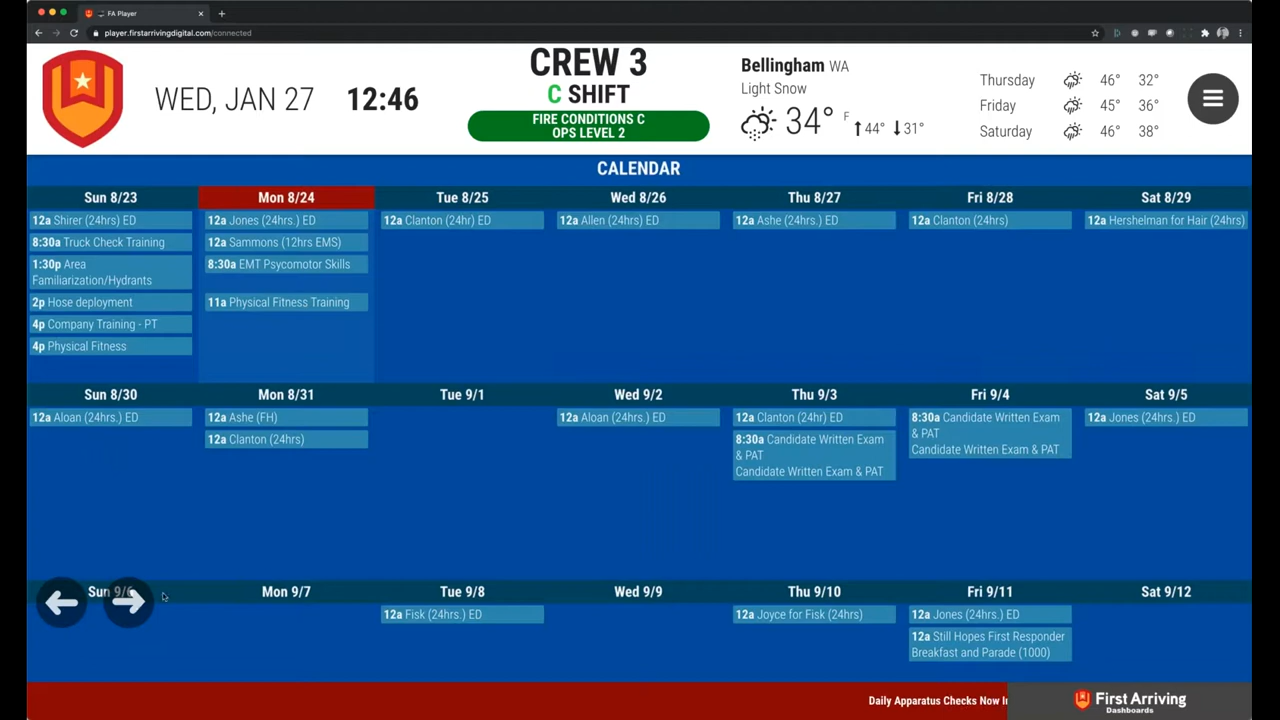 FA Player
player.firstarrivingdigital.com/connected
WED, JAN 27
12:46
CREW 3
C SHIFT
FIRE CONDITIONS C
OPS LEVEL 2
Bellingham WA
Light Snow
34° F 44° 31°
Thursday 46° 32°
Friday 45° 36°
Saturday 46° 38°
CALENDAR
Sun 8/23 Mon 8/24 Tue 8/25 Wed 8/26 Thu 8/27 Fri 8/28 Sat 8/29
12a Shirer (24hrs) ED
8:30a Truck Check Training
1:30p Area
Familiarization/Hydrants
2p Hose deployment
4p Company Training - PT
4p Physical Fitness
12a Jones (24hrs.) ED
12a Sammons (12hrs EMS)
8:30a EMT Psycomotor Skills
11a Physical Fitness Training
12a Clanton (24hr) ED
12a Allen (24hrs) ED
12a Ashe (24hrs.) ED
12a Clanton (24hrs)
12a Hershelman for Hair (24hrs)
Sun 8/30 Mon 8/31 Tue 9/1 Wed 9/2 Thu 9/3 Fri 9/4 Sat 9/5
12a Aloan (24hrs.) ED
12a Ashe (FH)
12a Clanton (24hrs)
12a Aloan (24hrs.) ED
12a Clanton (24hr) ED
8:30a Candidate Written Exam
& PAT
Candidate Written Exam & PAT
8:30a Candidate Written Exam
& PAT
Candidate Written Exam & PAT
12a Jones (24hrs.) ED
Sun 9/6 Mon 9/7 Tue 9/8 Wed 9/9 Thu 9/10 Fri 9/11 Sat 9/12
12a Fisk (24hrs.) ED
12a Joyce for Fisk (24hrs)
12a Jones (24hrs.) ED
12a Still Hopes First Responder
Breakfast and Parade (1000)
Daily Apparatus Checks Now
First Arriving
Dashboards